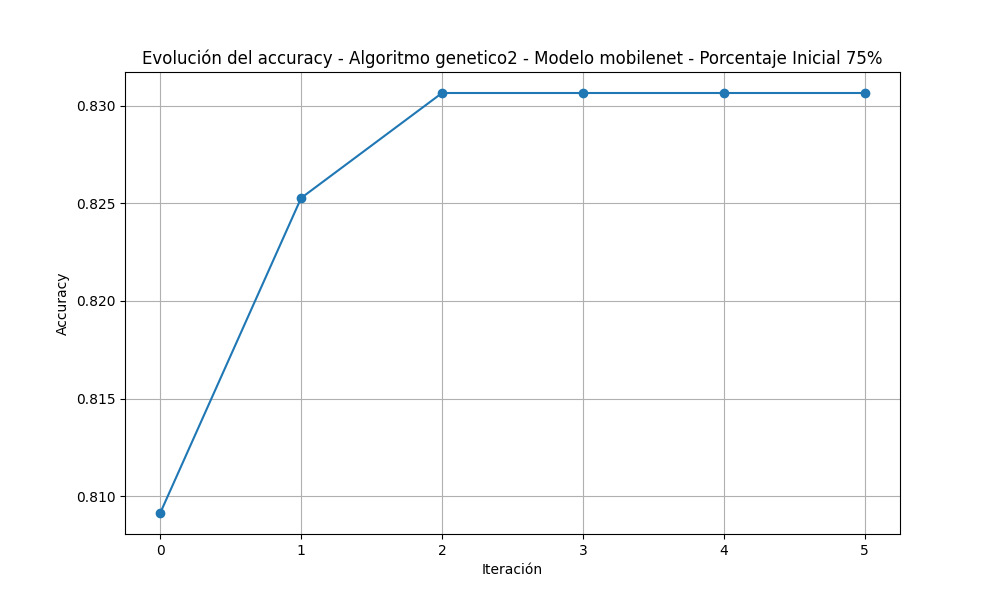 Evolución del accuracy - Algoritmo genetico2 - Modelo mobilenet - Porcentaje Inicial 75%
0.830
0.825
0.820
0.815
0.810
Accuracy
0 1 2 3 4 5
Iteración